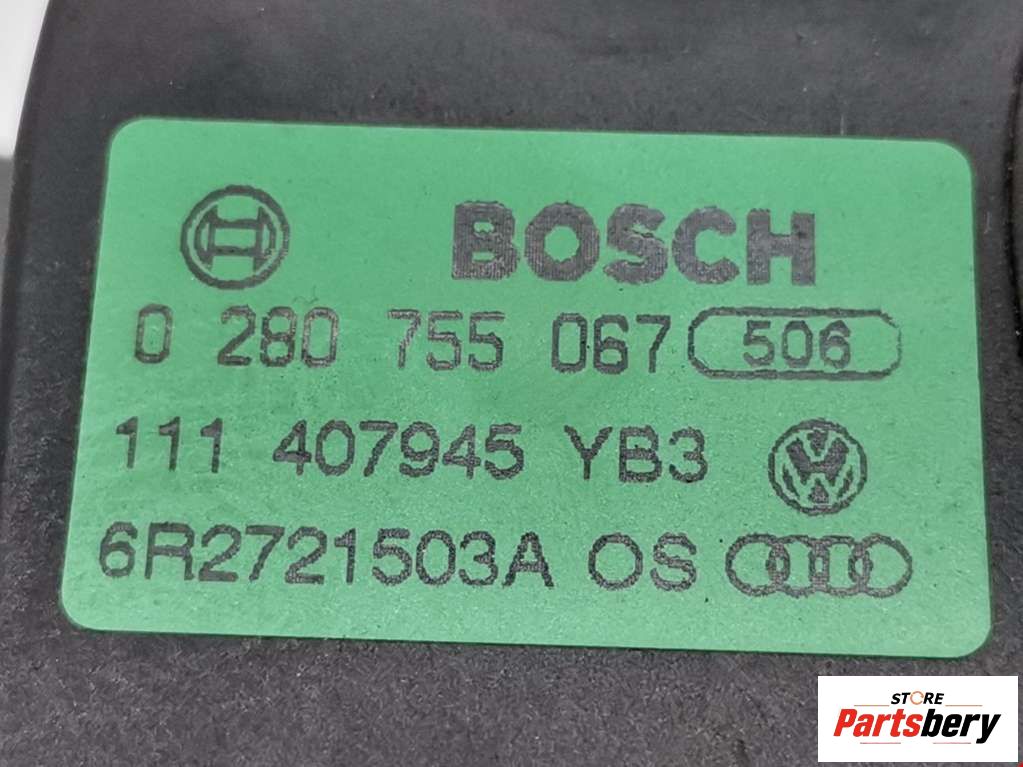 BOSCH
0 280 755 067 506
111 407945 YB3
6R2721503A OS
STORE
Partsbery